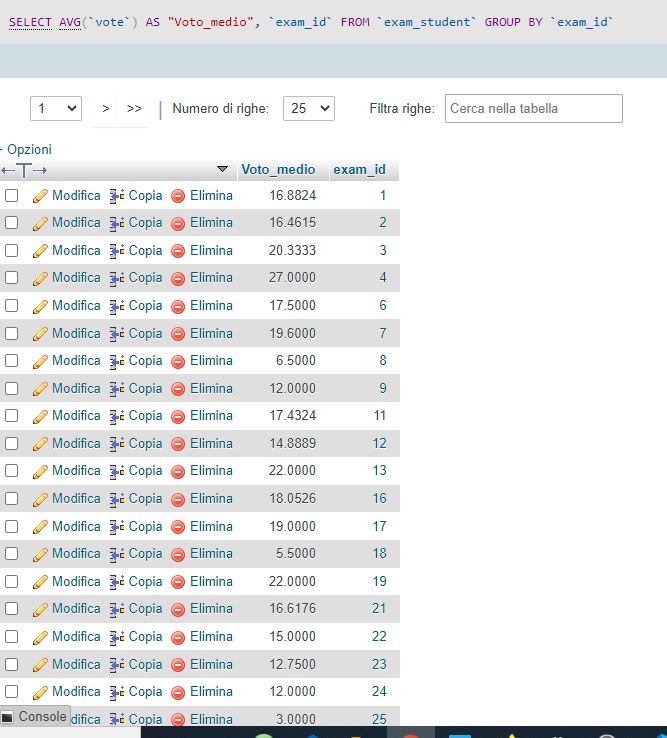 SELECT AVG(`vote`) AS "Voto_medio", `exam_id` FROM `exam_student` GROUP BY `exam_id`
1 > >> | Numero di righe: 25 Filtra righe: Cerca nella tabella
+ Opzioni
←T→ Voto_medio exam_id
Modifica Copia Elimina 16.8824 1
Modifica Copia Elimina 16.4615 2
Modifica Copia Elimina 20.3333 3
Modifica Copia Elimina 27.0000 4
Modifica Copia Elimina 17.5000 6
Modifica Copia Elimina 19.6000 7
Modifica Copia Elimina 6.5000 8
Modifica Copia Elimina 12.0000 9
Modifica Copia Elimina 17.4324 11
Modifica Copia Elimina 14.8889 12
Modifica Copia Elimina 22.0000 13
Modifica Copia Elimina 18.0526 16
Modifica Copia Elimina 19.0000 17
Modifica Copia Elimina 5.5000 18
Modifica Copia Elimina 22.0000 19
Modifica Copia Elimina 16.6176 21
Modifica Copia Elimina 15.0000 22
Modifica Copia Elimina 12.7500 23
Modifica Copia Elimina 12.0000 24
Console difica Copia Elimina 3.0000 25